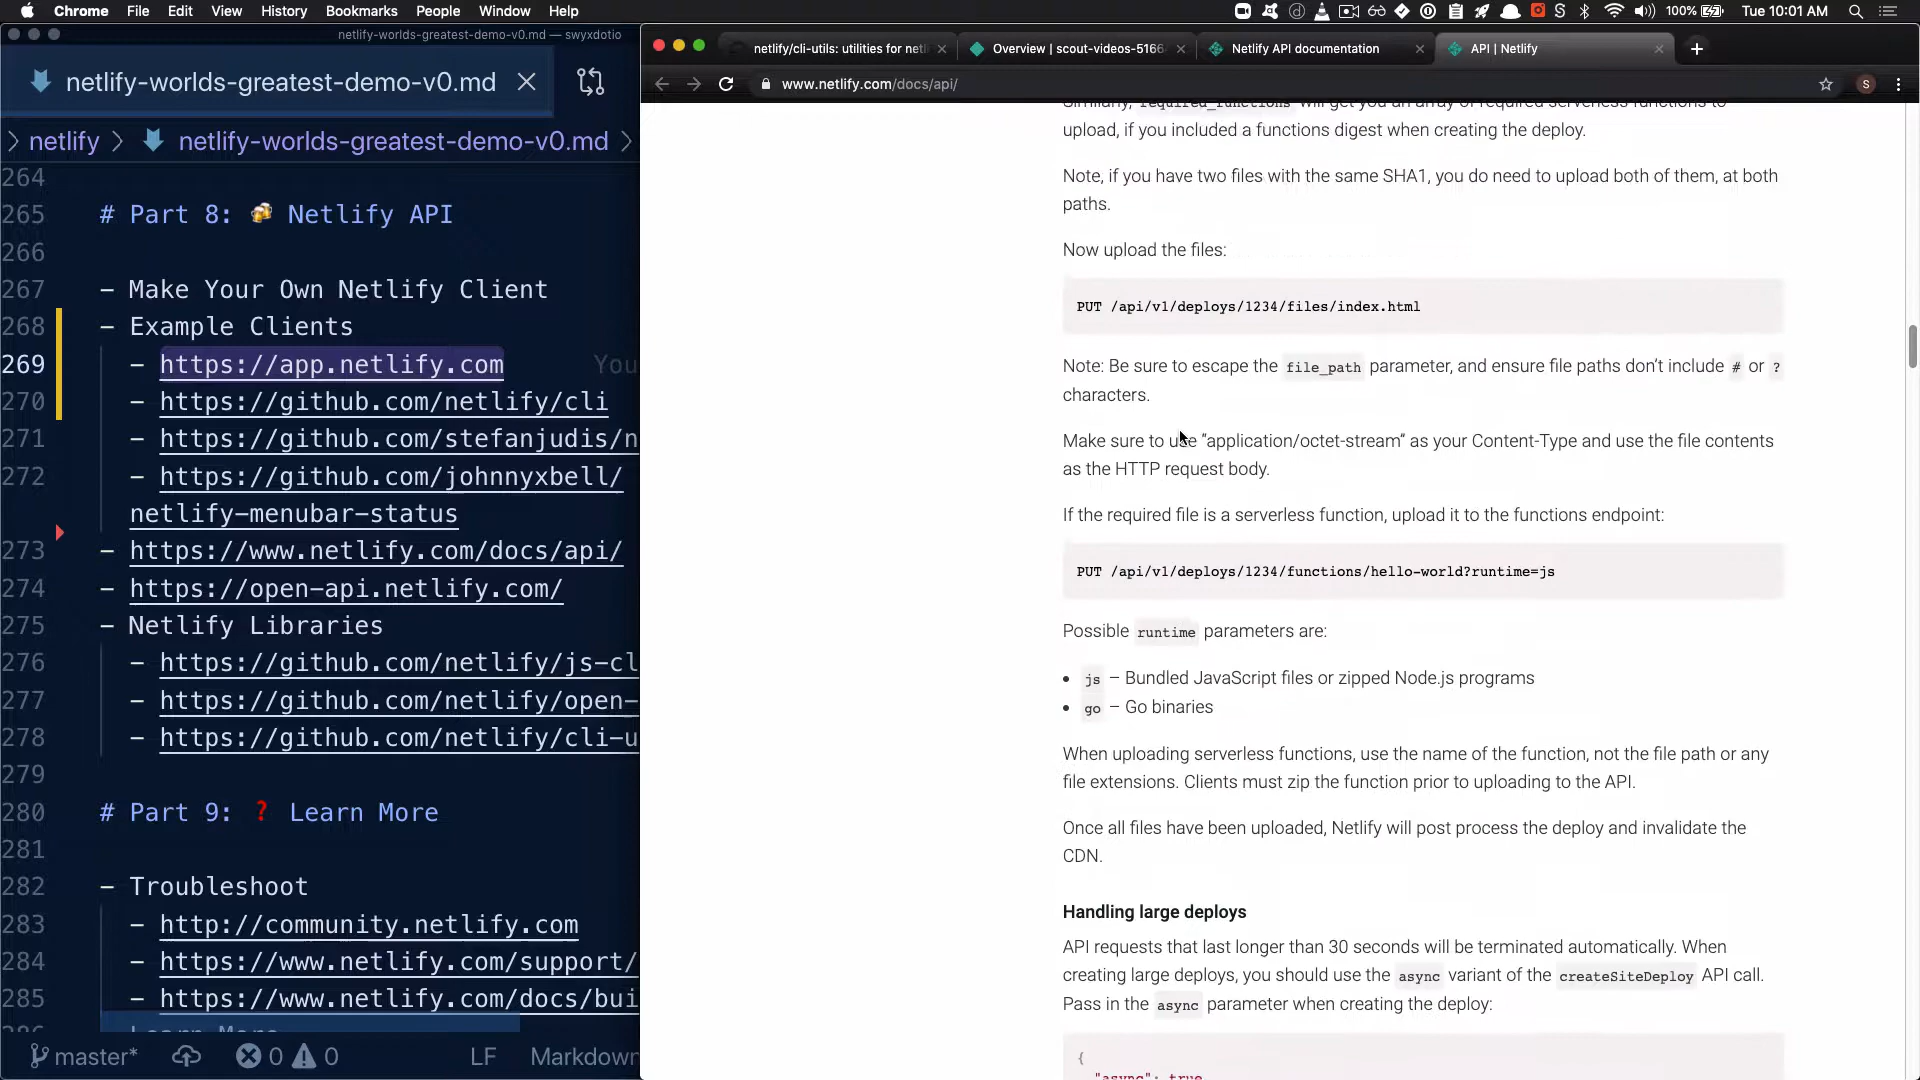 Chrome File Edit View History Bookmarks People Window Help 100% Tue 10:01 AM
netlify-worlds-greatest-demo-v0.md — swyxdotio
netlify-worlds-greatest-demo-v0.md
netlify netlify-worlds-greatest-demo-v0.md
264
265 # Part 8: 🍻 Netlify API
266
267 - Make Your Own Netlify Client
268 - Example Clients
269 - https://app.netlify.com You
270 - https://github.com/netlify/cli
271 - https://github.com/stefanjudis/n
272 - https://github.com/johnnyxbell/
netlify-menubar-status
273 - https://www.netlify.com/docs/api/
274 - https://open-api.netlify.com/
275 - Netlify Libraries
276 - https://github.com/netlify/js-cl
277 - https://github.com/netlify/open-
278 - https://github.com/netlify/cli-u
279
280 # Part 9: ❓ Learn More
281
282 - Troubleshoot
283 - http://community.netlify.com
284 - https://www.netlify.com/support/
285 - https://www.netlify.com/docs/bui
286 Learn More
master* 0 0 LF Markdown
netlify/cli-utils: utilities for netl Overview | scout-videos-5166 Netlify API documentation API | Netlify
www.netlify.com/docs/api/ S
Similarly, required_functions will get you an array of required serverless functions to
upload, if you included a functions digest when creating the deploy.
Note, if you have two files with the same SHA1, you do need to upload both of them, at both
paths.
Now upload the files:
PUT /api/v1/deploys/1234/files/index.html
Note: Be sure to escape the file_path parameter, and ensure file paths don't include # or ?
characters.
Make sure to use "application/octet-stream" as your Content-Type and use the file contents
as the HTTP request body.
If the required file is a serverless function, upload it to the functions endpoint:
PUT /api/v1/deploys/1234/functions/hello-world?runtime=js
Possible runtime parameters are:
• js – Bundled JavaScript files or zipped Node.js programs
• go – Go binaries
When uploading serverless functions, use the name of the function, not the file path or any
file extensions. Clients must zip the function prior to uploading to the API.
Once all files have been uploaded, Netlify will post process the deploy and invalidate the
CDN.
Handling large deploys
API requests that last longer than 30 seconds will be terminated automatically. When
creating large deploys, you should use the async variant of the createSiteDeploy API call.
Pass in the async parameter when creating the deploy:
{
"async": true